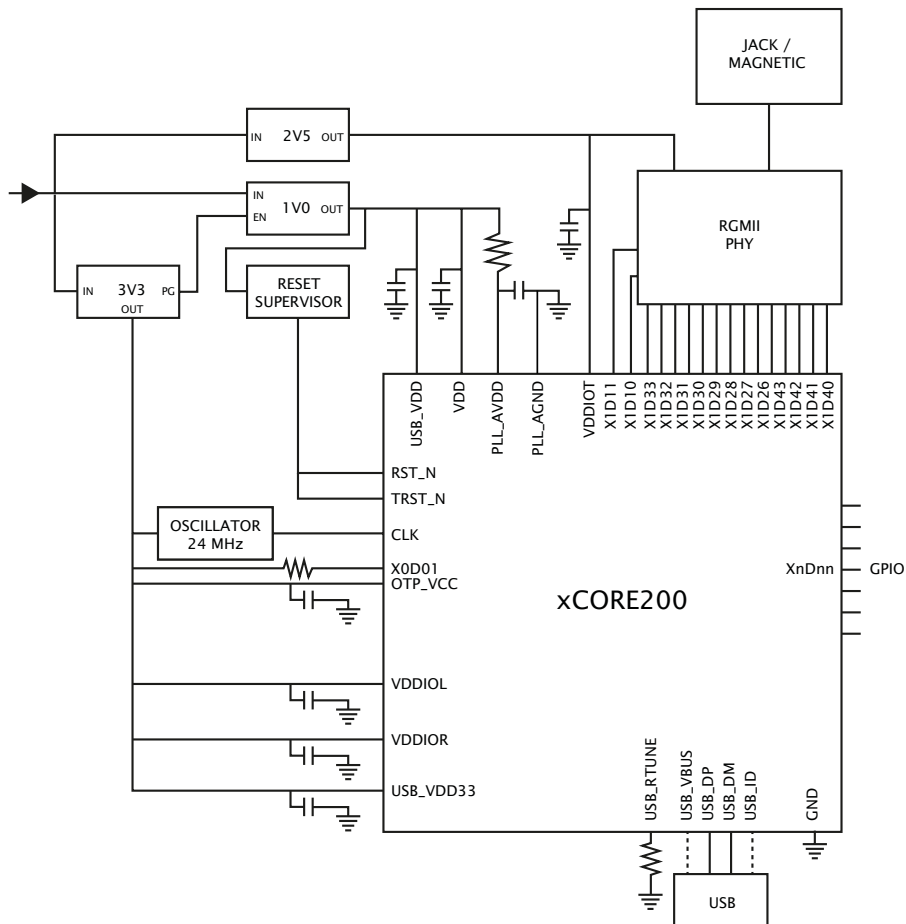 JACK /
MAGNETIC
IN 2V5 OUT
IN
1V0 OUT
EN
RGMII
PHY
IN 3V3 PG
OUT
RESET
SUPERVISOR
USB_VDD
VDD
PLL_AVDD
PLL_AGND
VDDIOT
X1D11
X1D10
X1D33
X1D32
X1D31
X1D30
X1D29
X1D28
X1D27
X1D26
X1D43
X1D42
X1D41
X1D40
RST_N
TRST_N
OSCILLATOR
24 MHz
CLK
X0D01
OTP_VCC
XnDnn GPIO
xCORE200
VDDIOL
VDDIOR
USB_VDD33
USB_RTUNE
USB_VBUS
USB_DP
USB_DM
USB_ID
GND
USB